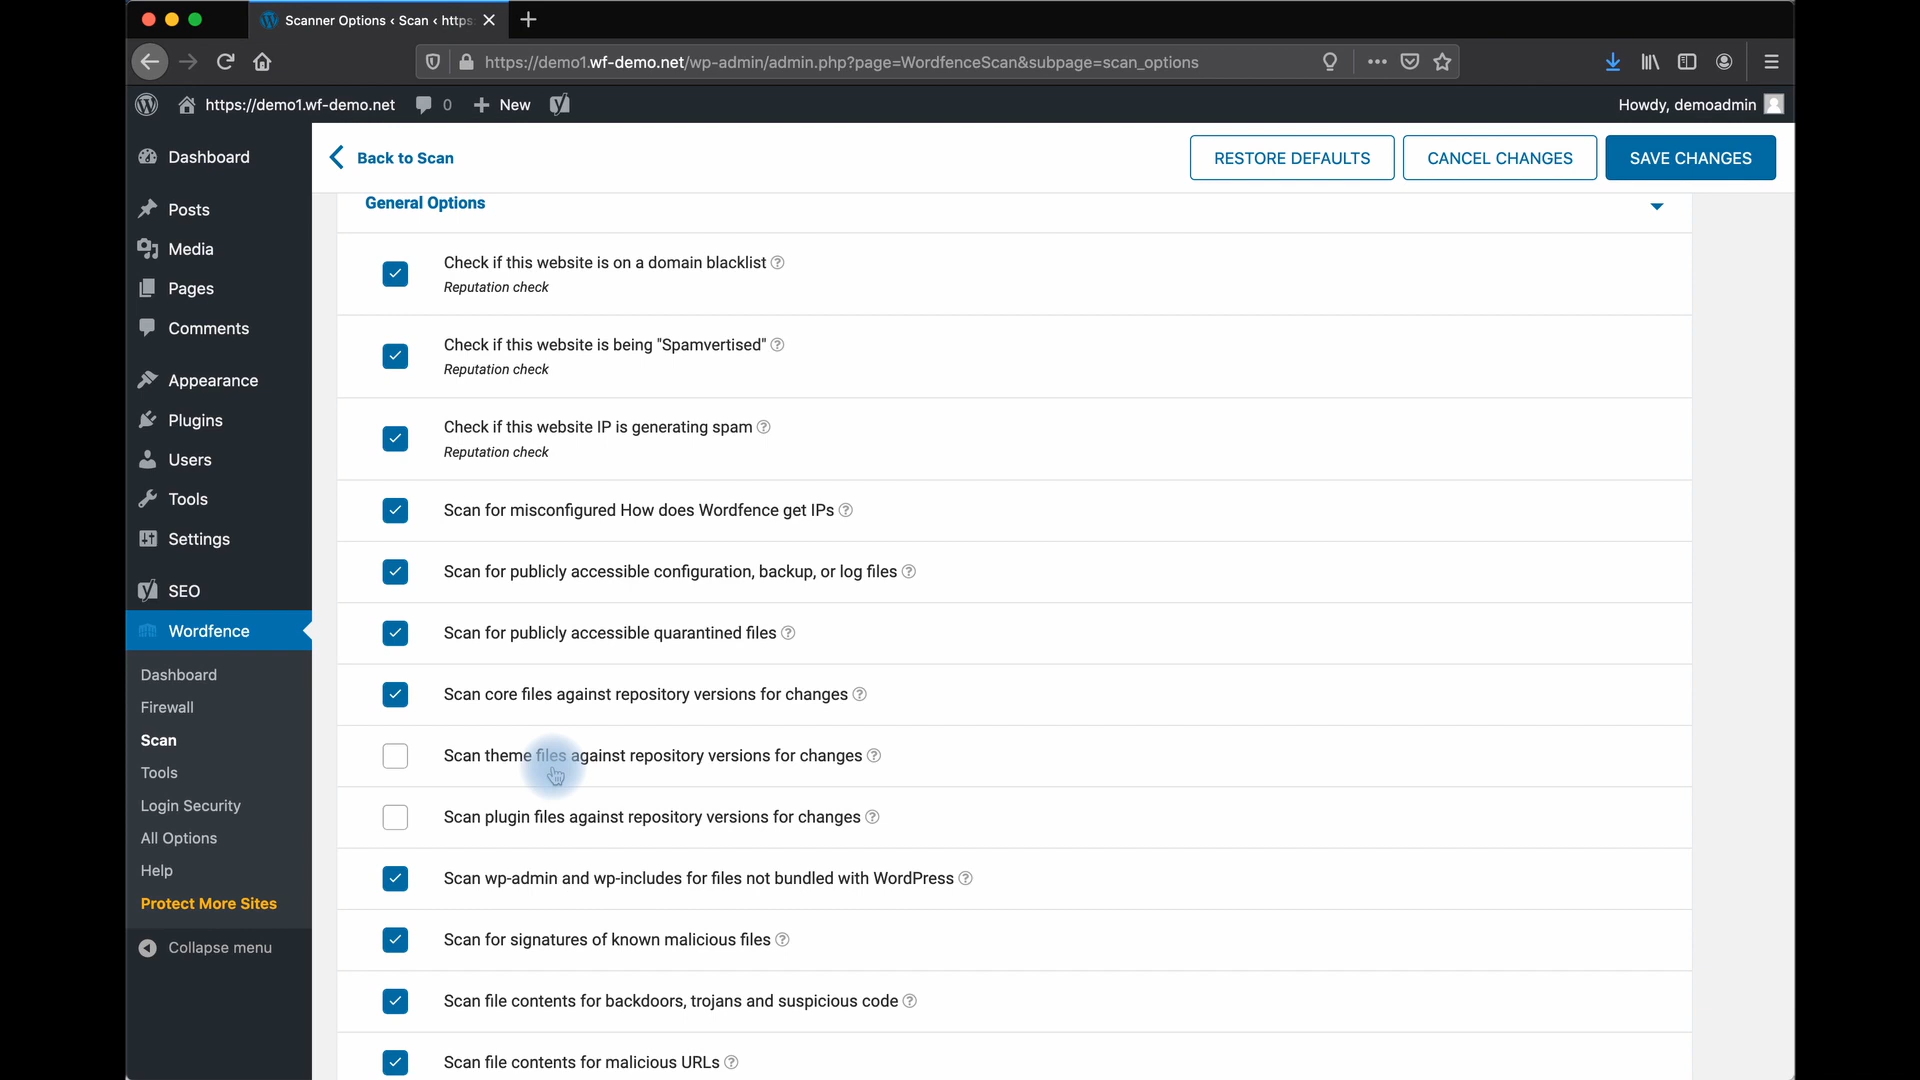 Scanner Options ‹ Scan ‹ https:
https://demo1.wf-demo.net/wp-admin/admin.php?page=WordfenceScan&subpage=scan_options
https://demo1.wf-demo.net
0
New
Howdy, demoadmin
Dashboard
Posts
Media
Pages
Comments
Appearance
Plugins
Users
Tools
Settings
SEO
Wordfence
Dashboard
Firewall
Scan
Tools
Login Security
All Options
Help
Protect More Sites
Collapse menu
Back to Scan
RESTORE DEFAULTS
CANCEL CHANGES
SAVE CHANGES
General Options
Check if this website is on a domain blacklist
Reputation check
Check if this website is being "Spamvertised"
Reputation check
Check if this website IP is generating spam
Reputation check
Scan for misconfigured How does Wordfence get IPs
Scan for publicly accessible configuration, backup, or log files
Scan for publicly accessible quarantined files
Scan core files against repository versions for changes
Scan theme files against repository versions for changes
Scan plugin files against repository versions for changes
Scan wp-admin and wp-includes for files not bundled with WordPress
Scan for signatures of known malicious files
Scan file contents for backdoors, trojans and suspicious code
Scan file contents for malicious URLs